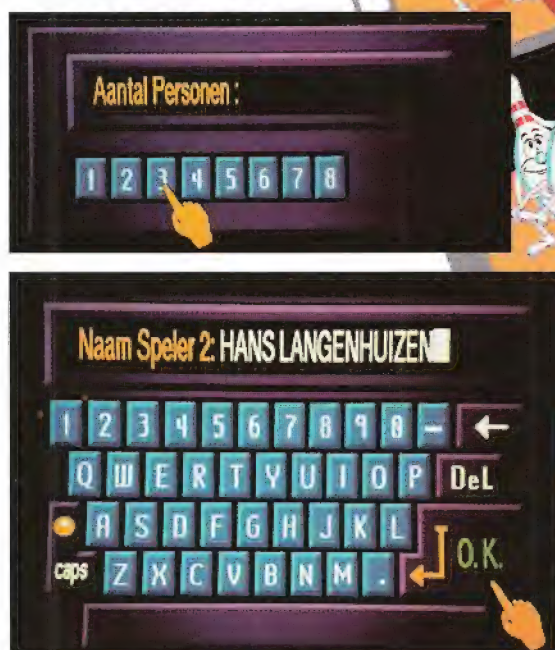 Aantal Personen :
1 2 3 4 5 6 7 8
Naam Speler 2: HANS LANGENHUIZEN
1 2 3 4 5 6 7 8 9 0 - ←
Q W E R T Y U I O P DeL
A S D F G H J K L
caps Z X C V B N M . O.K.